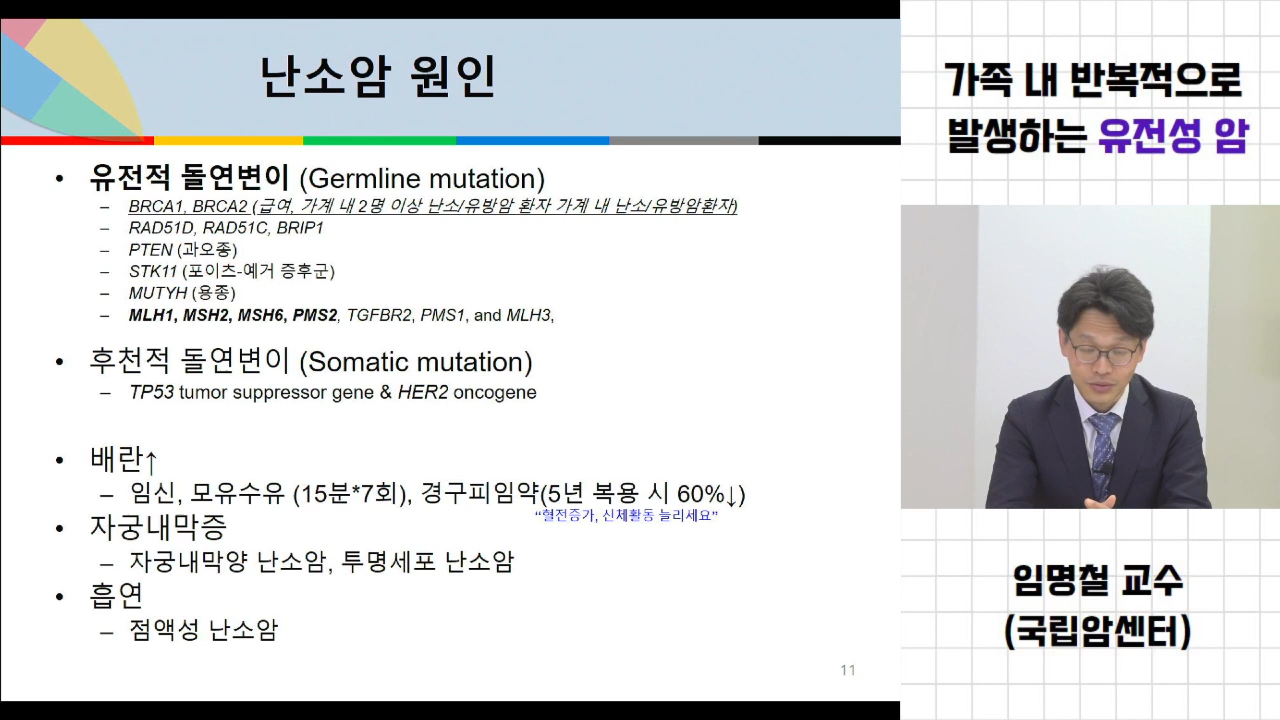 난소암 원인
• 유전적 돌연변이 (Germline mutation)
– BRCA1, BRCA2 (급여, 가계 내 2명 이상 난소/유방암 환자 가계 내 난소/유방암환자)
– RAD51D, RAD51C, BRIP1
– PTEN (과오종)
– STK11 (포이츠-예거 증후군)
– MUTYH (용종)
– MLH1, MSH2, MSH6, PMS2, TGFBR2, PMS1, and MLH3,
• 후천적 돌연변이 (Somatic mutation)
– TP53 tumor suppressor gene & HER2 oncogene
• 배란↑
– 임신, 모유수유 (15분*7회), 경구피임약(5년 복용 시 60%↓)
“혈전증가, 신체활동 늘리세요”
• 자궁내막증
– 자궁내막양 난소암, 투명세포 난소암
• 흡연
– 점액성 난소암
11
가족 내 반복적으로
발생하는 유전성 암
임명철 교수
(국립암센터)